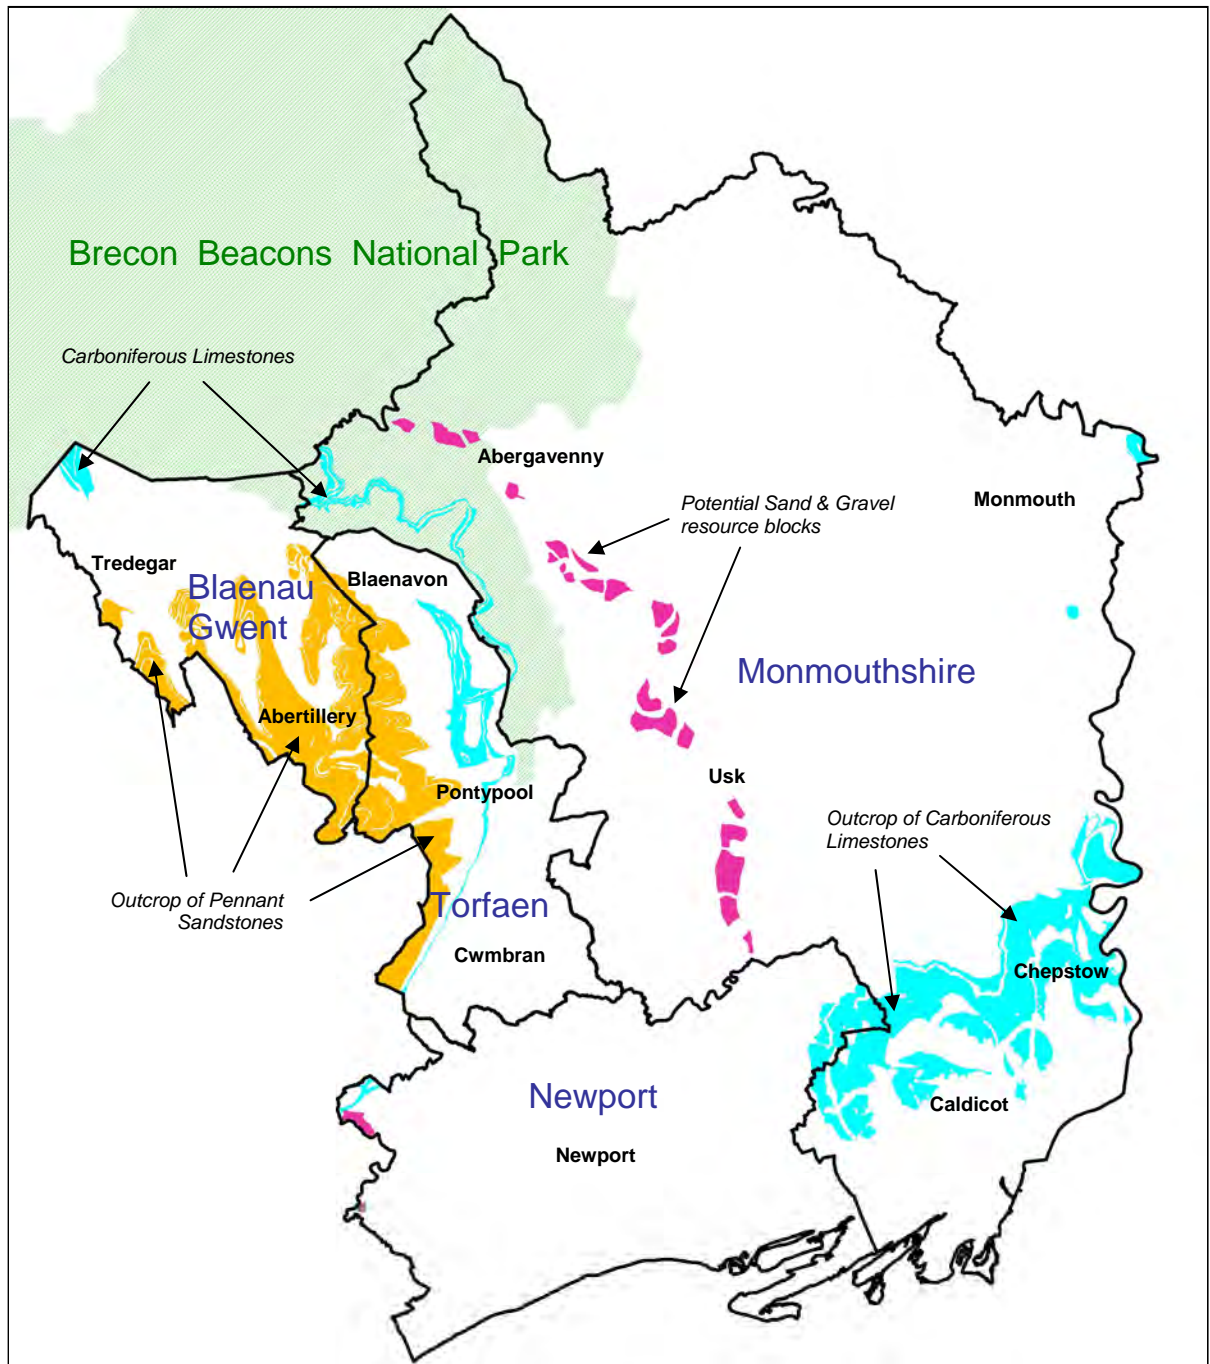 Brecon Beacons National Park
Carboniferous Limestones
Abergavenny
Potential Sand & Gravel
resource blocks
Monmouth
Tredegar
Blaenavon
Blaenau
Gwent
Monmouthshire
Abertillery
Usk
Pontypool
Outcrop of Carboniferous
Limestones
Outcrop of Pennant
Sandstones
Torfaen
Cwmbran
Chepstow
Newport
Caldicot
Newport